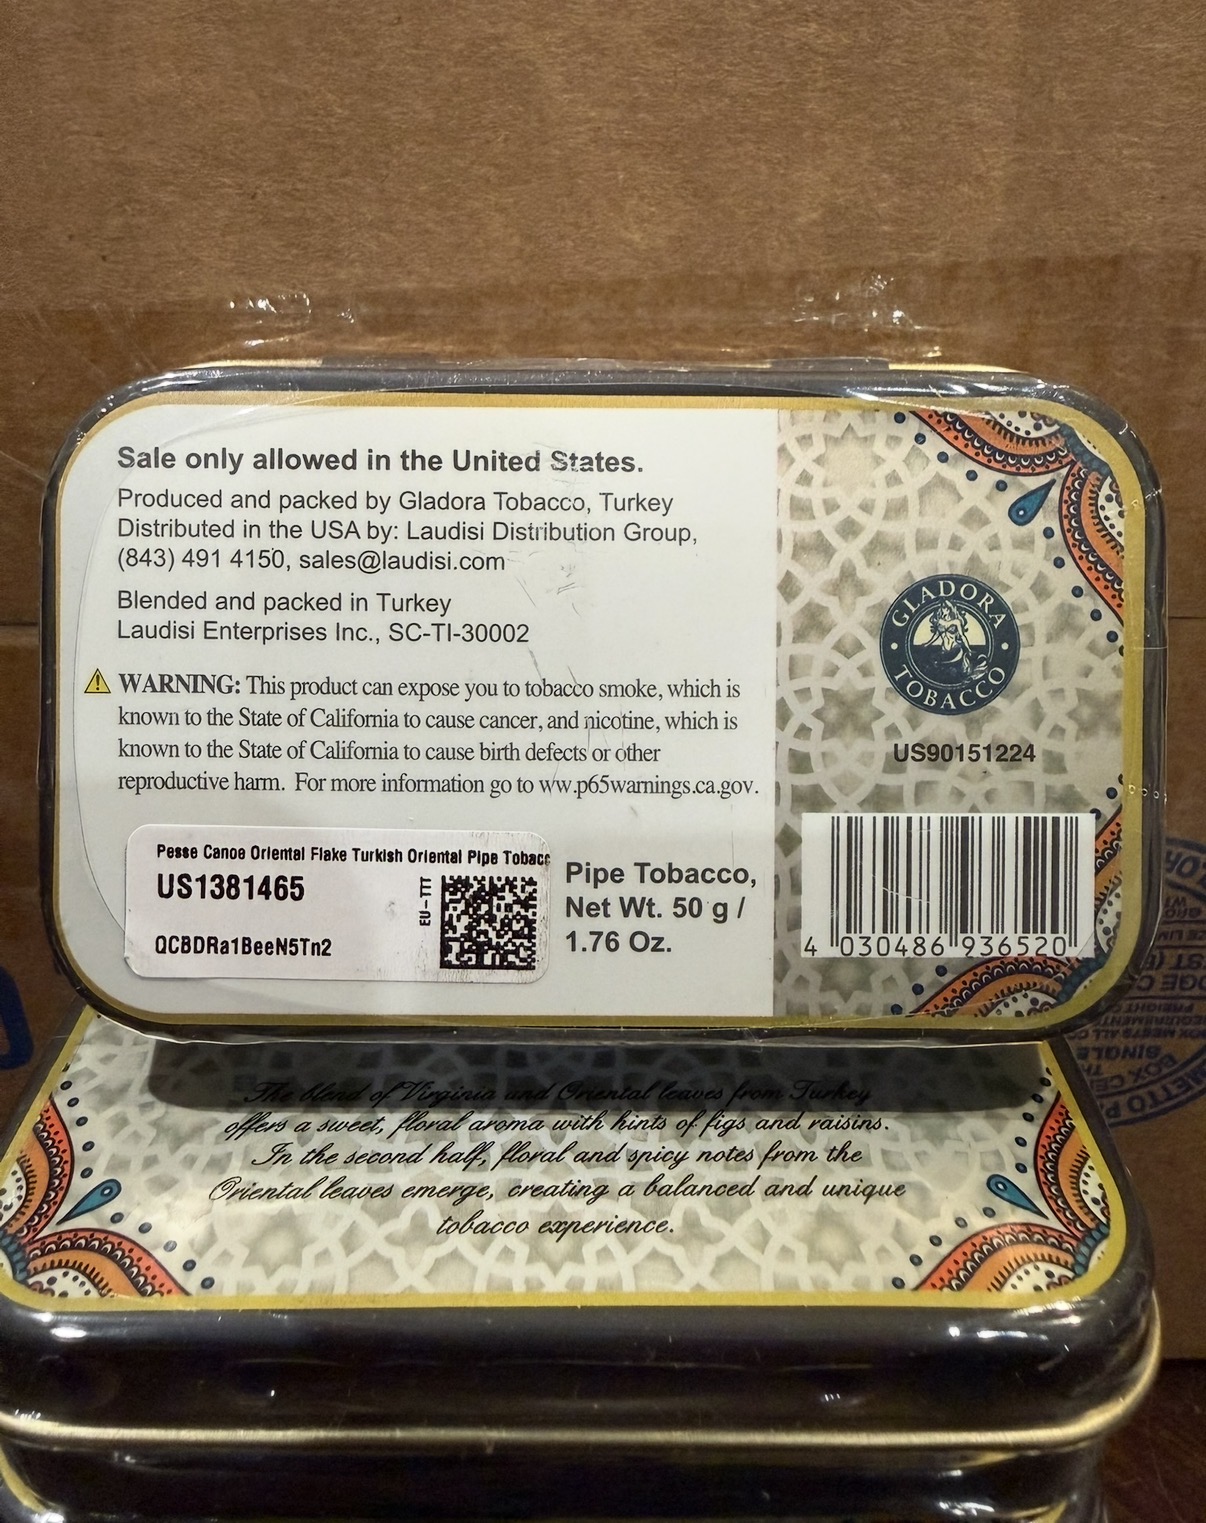 Sale only allowed in the United States.
Produced and packed by Gladora Tobacco, Turkey
Distributed in the USA by: Laudisi Distribution Group,
(843) 491 4150, sales@laudisi.com
Blended and packed in Turkey
Laudisi Enterprises Inc., SC-TI-30002
WARNING: This product can expose you to tobacco smoke, which is
known to the State of California to cause cancer, and nicotine, which is
known to the State of California to cause birth defects or other
reproductive harm. For more information go to ww.p65warnings.ca.gov.
Pesse Canoe Oriental Flake Turkish Oriental Pipe Tobacc
US1381465
EU-TTT
QCBDRa1BeeN5Tn2
Pipe Tobacco,
Net Wt. 50 g /
1.76 Oz.
GLADORA
TOBACCO
US90151224
4 030486 936520
The blend of Virginia and Oriental leaves from Turkey
offers a sweet, floral aroma with hints of figs and raisins.
In the second half, floral and spicy notes from the
Oriental leaves emerge, creating a balanced and unique
tobacco experience.
SINGLE